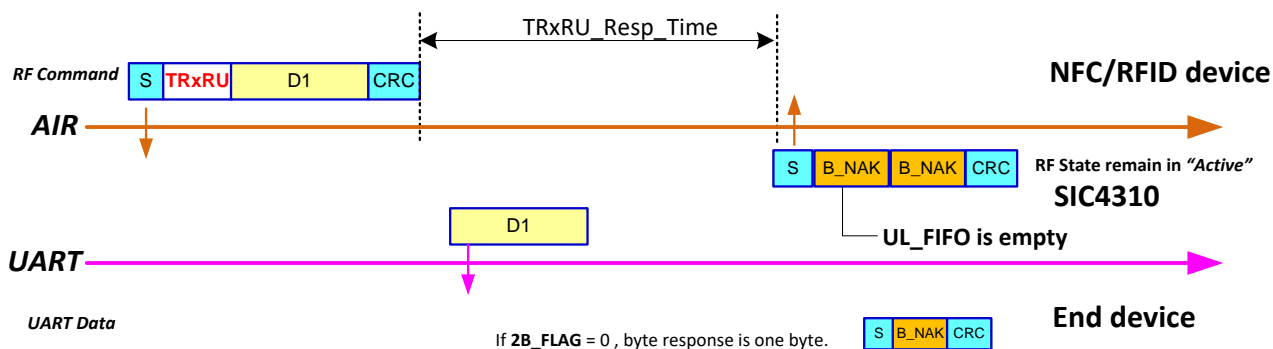 TRxRU_Resp_Time
RF Command
S TRxRU D1 CRC
NFC/RFID device
AIR
S B_NAK B_NAK CRC
RF State remain in “Active”
SIC4310
D1
UL_FIFO is empty
UART
End device
UART Data
If 2B_FLAG = 0 , byte response is one byte.
S B_NAK CRC